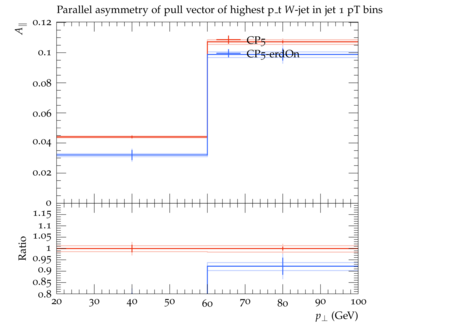 Parallel asymmetry of pull vector of highest p_t W-jet in jet 1 pT bins
A∥
0.12
CP5
0.1
CP5 erdOn
0.08
0.06
0.04
0.02
0
Ratio
1.15
1.1
1.05
1
0.95
0.9
0.85
0.8
20 30 40 50 60 70 80 90 100
p⊥ (GeV)